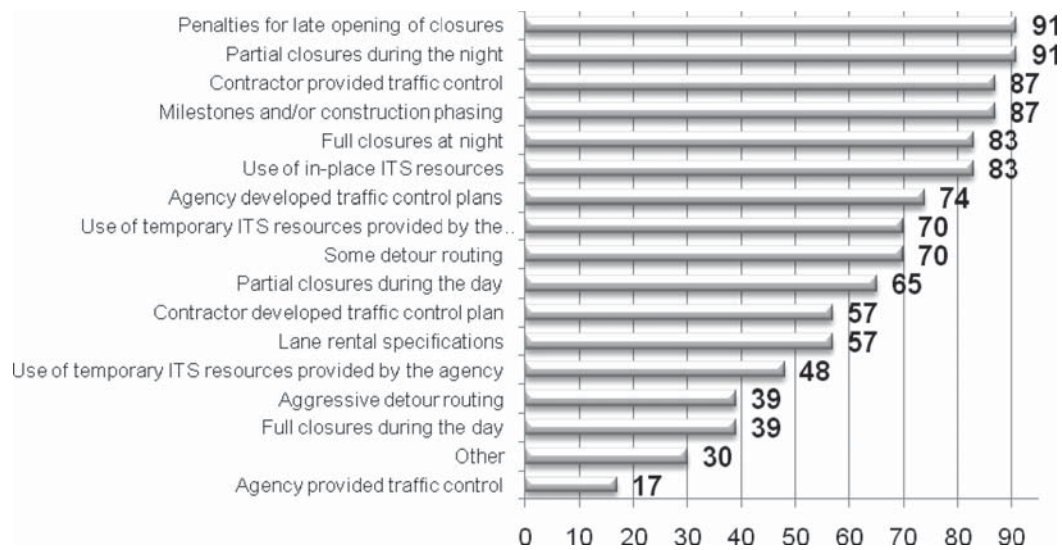 Penalties for late opening of closures 91
Partial closures during the night 91
Contractor provided traffic control 87
Milestones and/or construction phasing 87
Full closures at night 83
Use of in-place ITS resources 83
Agency developed traffic control plans 74
Use of temporary ITS resources provided by the.. 70
Some detour routing 70
Partial closures during the day 65
Contractor developed traffic control plan 57
Lane rental specifications 57
Use of temporary ITS resources provided by the agency 48
Aggressive detour routing 39
Full closures during the day 39
Other 30
Agency provided traffic control 17
0 10 20 30 40 50 60 70 80 90